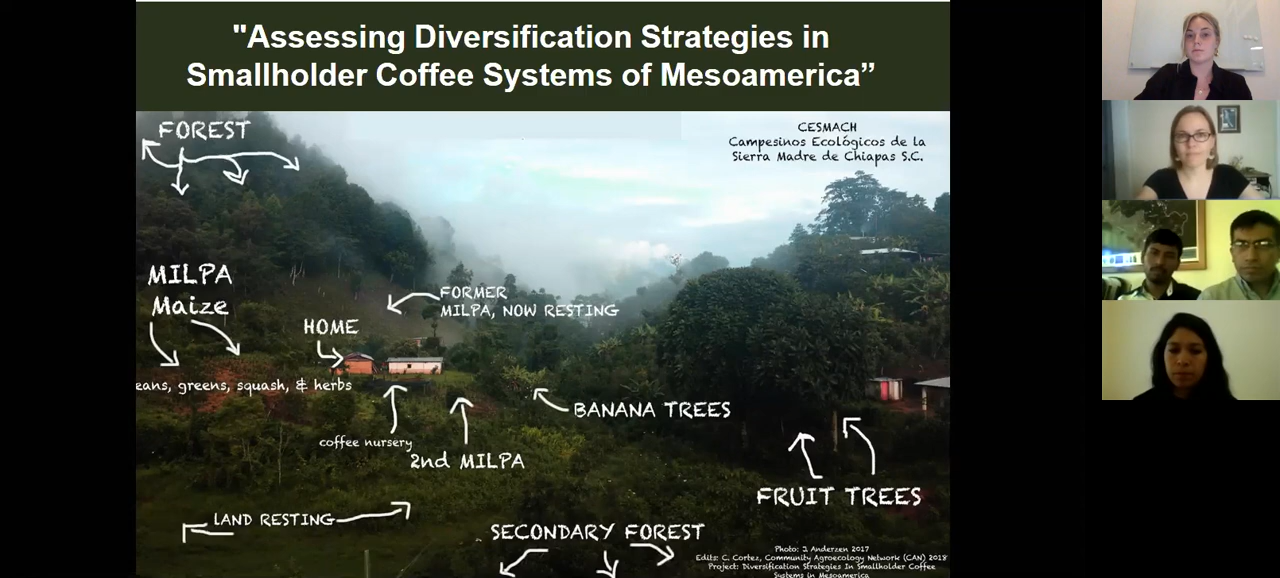 "Assessing Diversification Strategies in
Smallholder Coffee Systems of Mesoamerica”
FOREST
CESMACH
Campesinos Ecológicos de la
Sierra Madre de Chiapas S.C.
MILPA
Maize
FORMER
MILPA, NOW RESTING
HOME
eans, greens, squash, & herbs
BANANA TREES
coffee nursery
2nd MILPA
FRUIT TREES
LAND RESTING
SECONDARY FOREST
Photo: J. Anderzen 2017
Edits: C. Cortez, Community Agroecology Network (CAN) 2018
Project: Diversification Strategies In Smallholder Coffee
Systems in Mesoamerica